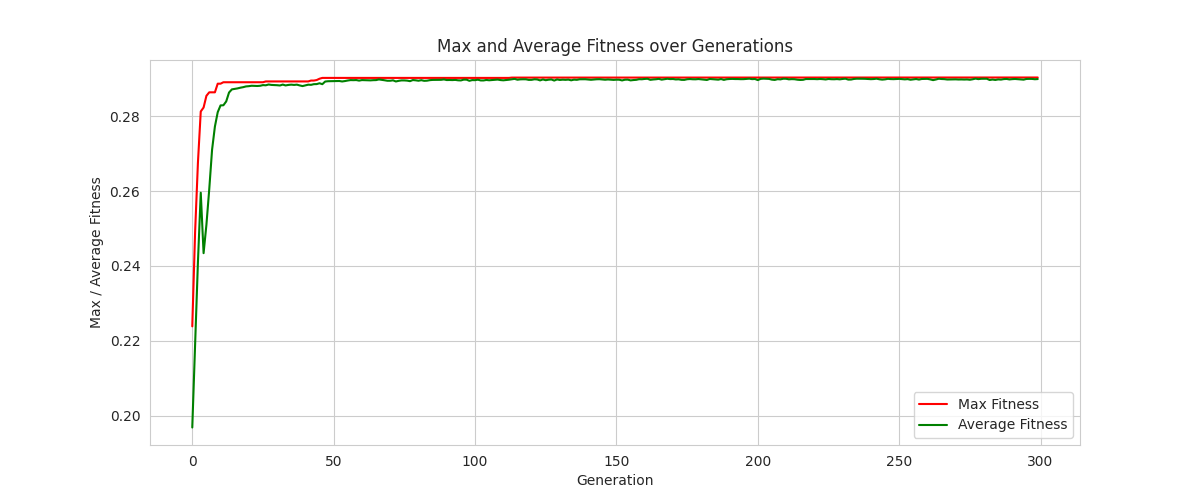 Max and Average Fitness over Generations
Max / Average Fitness
0.28
0.26
0.24
0.22
0.20
0
50
100
150
200
250
300
Generation
Max Fitness
Average Fitness